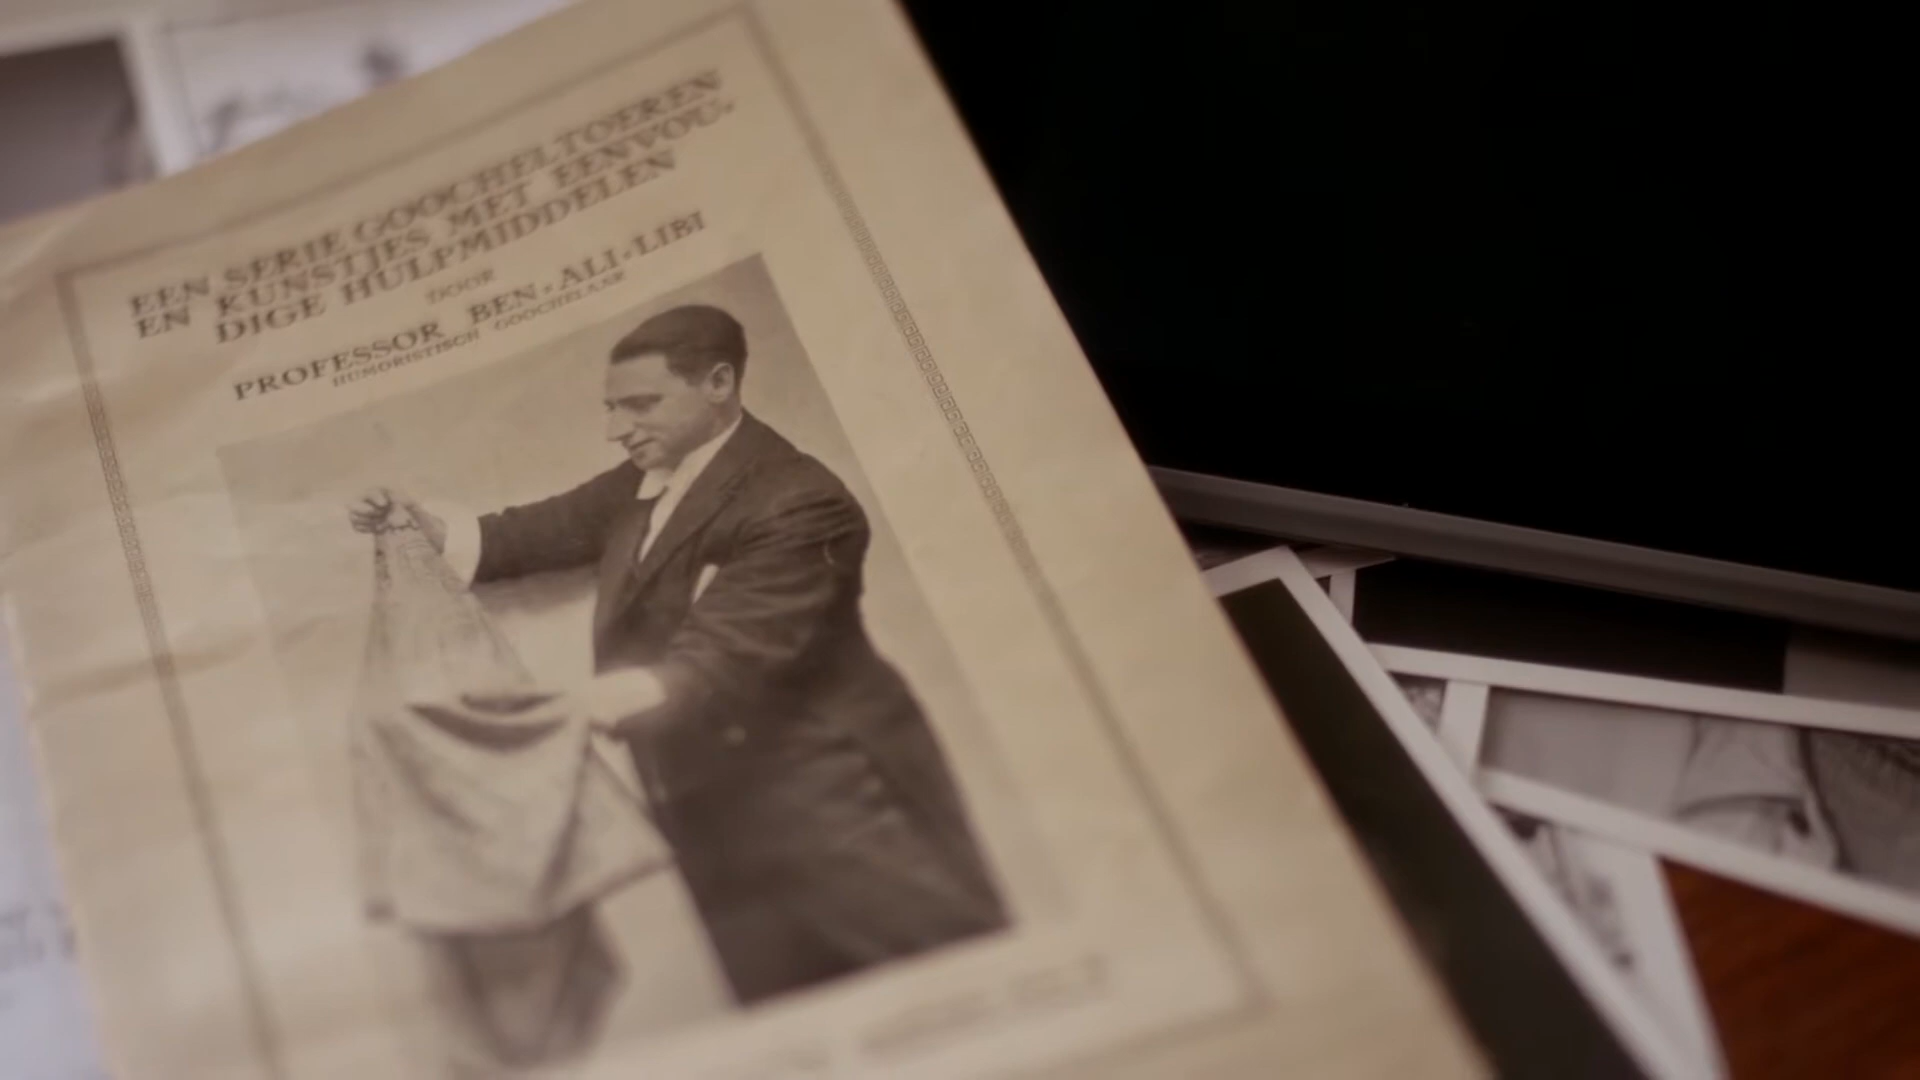 EEN SERIE GOOCHELTOEREN
EN KUNSTJES MET EENVOU-
DIGE HULPMIDDELEN
DOOR
PROFESSOR BEN-ALI-LIBI
HUMORISTISCH GOOCHELAAR